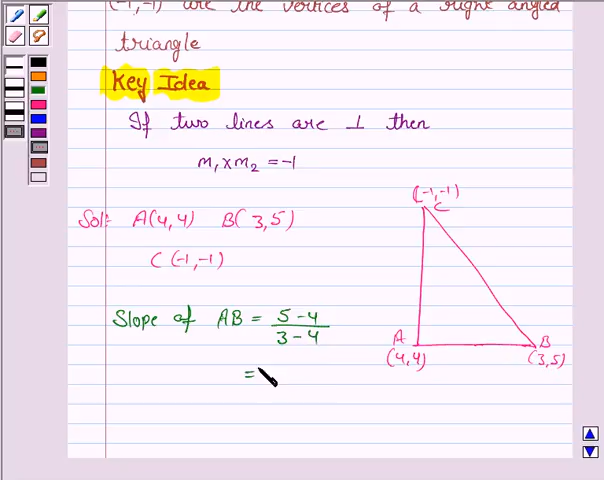 (-1,-1) are the vertices of a right angled
triangle
Key Idea
If two lines are ⊥ then
m₁ × m₂ = -1
Sol: A(4,4) B(3,5)
C(-1,-1)
Slope of AB = 5-4
3-4
=
(-1,-1)
C
A
(4,4)
B
(3,5)